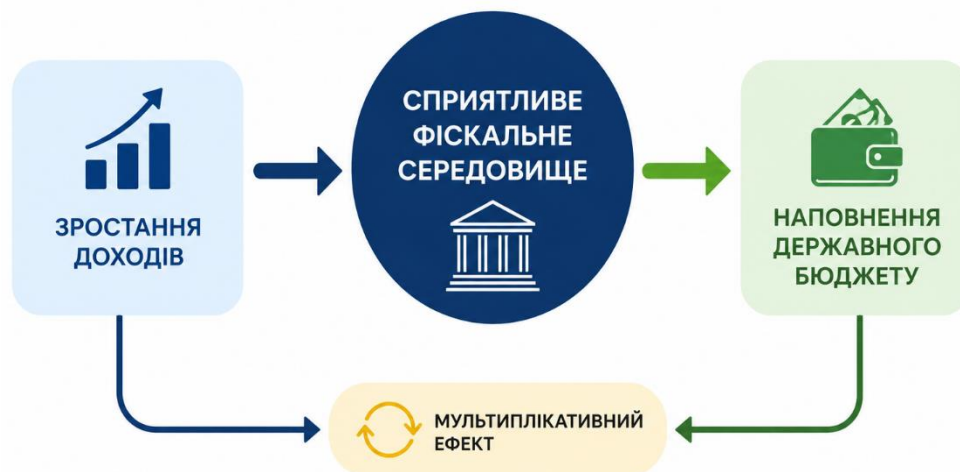 ЗРОСТАННЯ
ДОХОДІВ
СПРИЯТЛИВЕ
ФІСКАЛЬНЕ
СЕРЕДОВИЩЕ
НАПОВНЕННЯ
ДЕРЖАВНОГО
БЮДЖЕТУ
МУЛЬТИПЛІКАТИВНИЙ
ЕФЕКТ